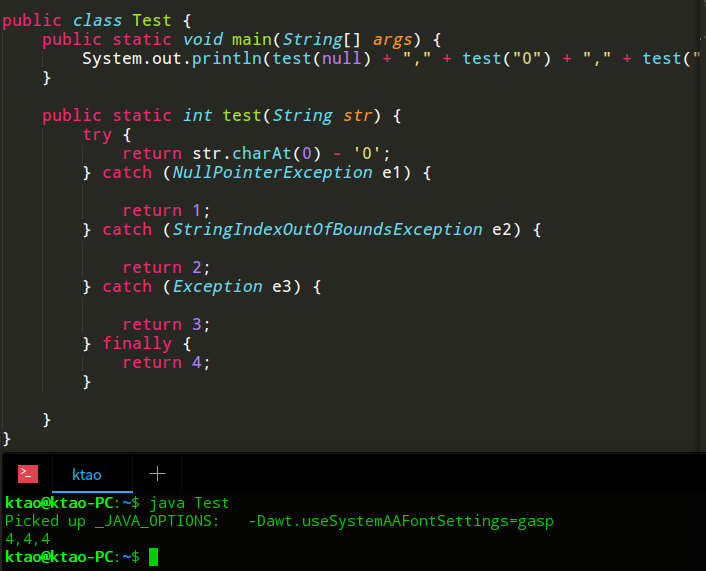 public class Test {
public static void main(String[] args) {
System.out.println(test(null) + "," + test("0") + "," + test("
}
public static int test(String str) {
try {
return str.charAt(0) - '0';
} catch (NullPointerException e1) {
return 1;
} catch (StringIndexOutOfBoundsException e2) {
return 2;
} catch (Exception e3) {
return 3;
} finally {
return 4;
}
}
}
ktao
ktao@ktao-PC:~$ java Test
Picked up _JAVA_OPTIONS:   -Dawt.useSystemAAFontSettings=gasp
4,4,4
ktao@ktao-PC:~$